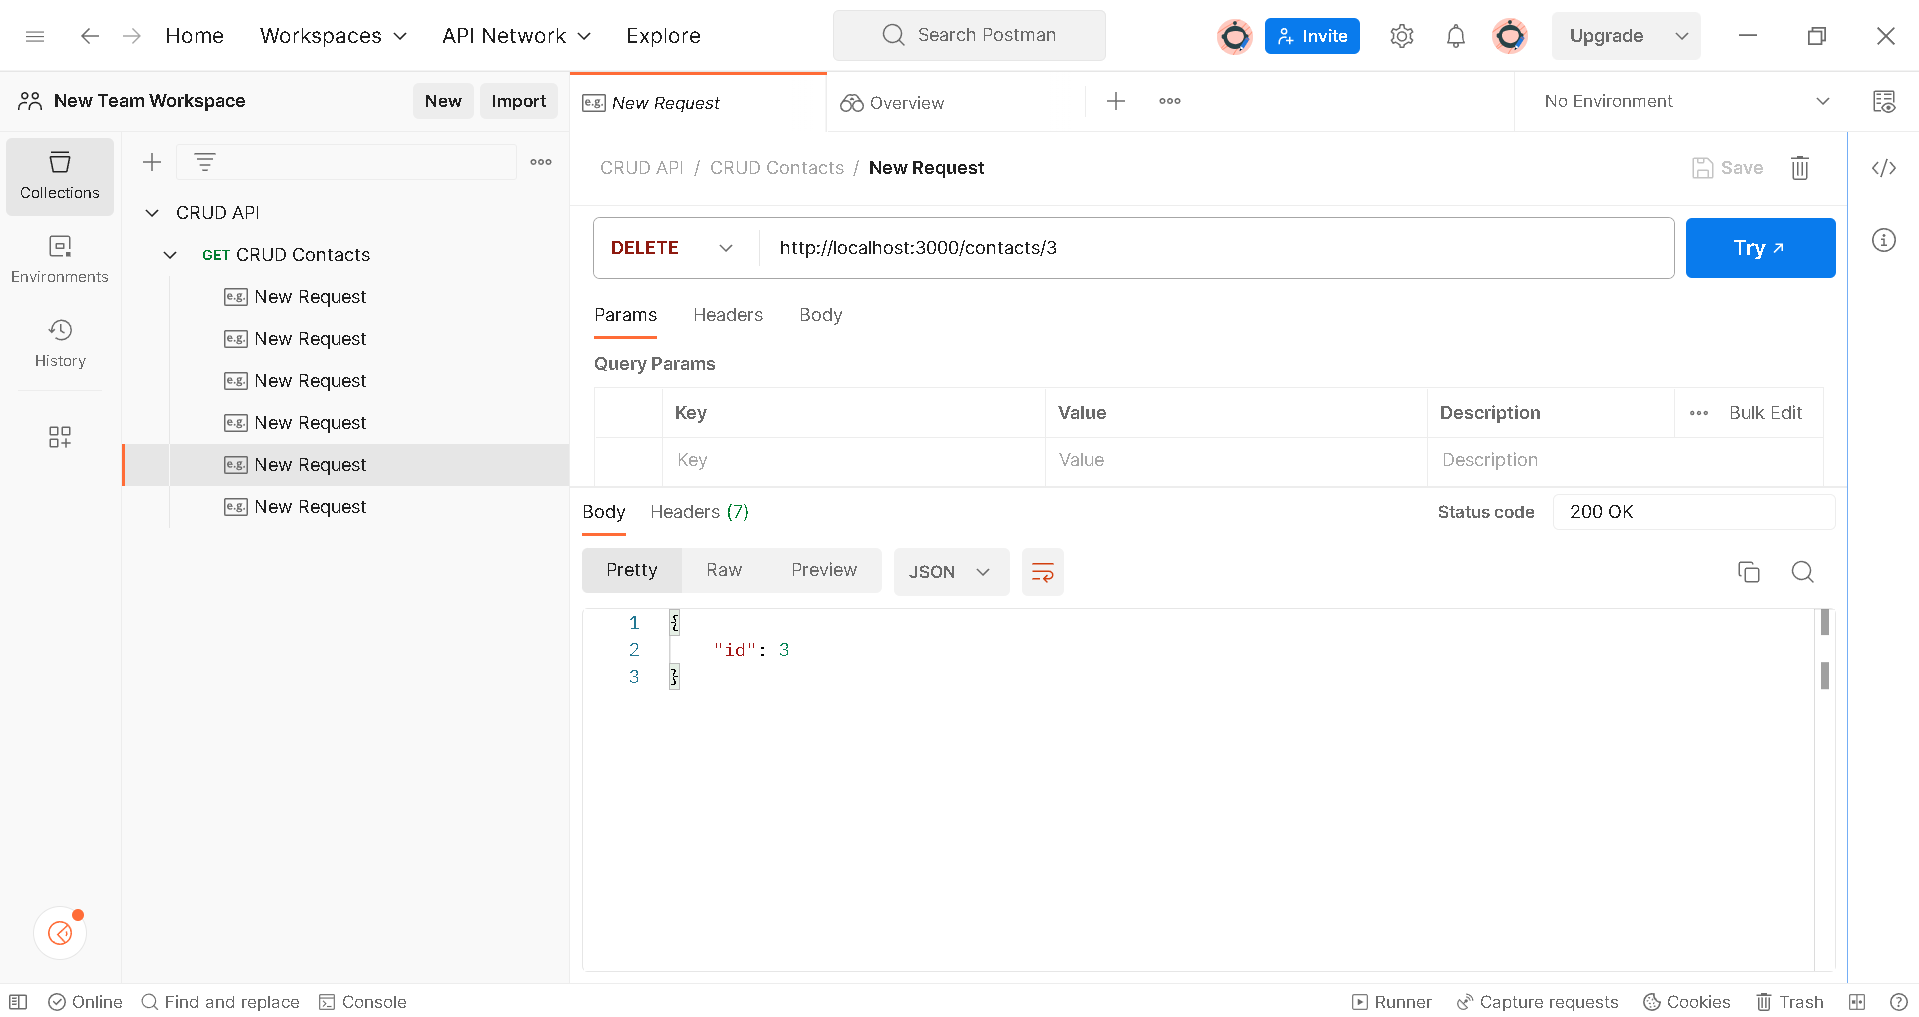 Home Workspaces API Network Explore Search Postman Invite Upgrade
New Team Workspace New Import
New Request Overview No Environment
Collections
Environments
History
CRUD API
GET CRUD Contacts
e.g. New Request
e.g. New Request
e.g. New Request
e.g. New Request
e.g. New Request
e.g. New Request
CRUD API / CRUD Contacts / New Request Save
DELETE http://localhost:3000/contacts/3 Try
Params Headers Body
Query Params
Key Value Description Bulk Edit
Key Value Description
Body Headers (7) Status code 200 OK
Pretty Raw Preview JSON
1 {
2 "id": 3
3 }
Online Find and replace Console Runner Capture requests Cookies Trash